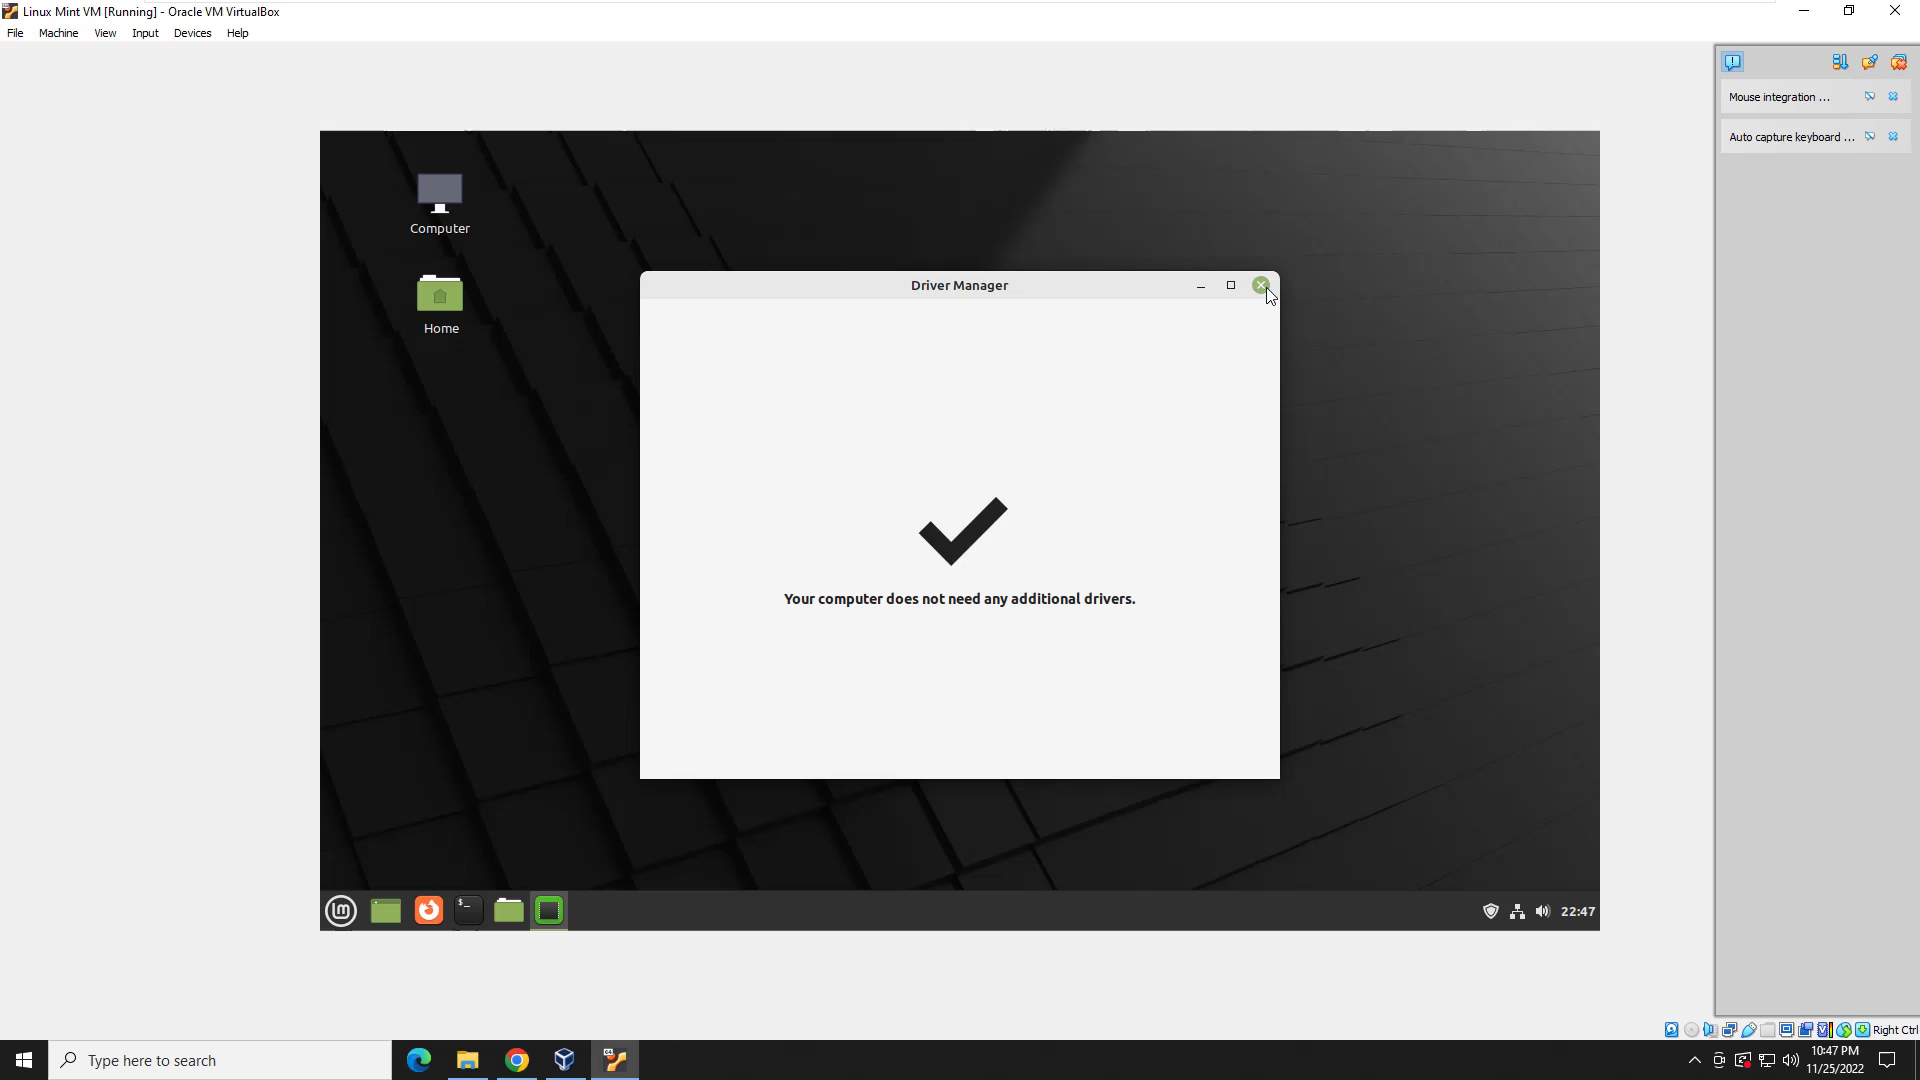 Linux Mint VM [Running] - Oracle VM VirtualBox
File Machine View Input Devices Help
Mouse integration ...
Auto capture keyboard ...
Computer
Home
Driver Manager
Your computer does not need any additional drivers.
22:47
Right Ctrl
Type here to search
10:47 PM
11/25/2022